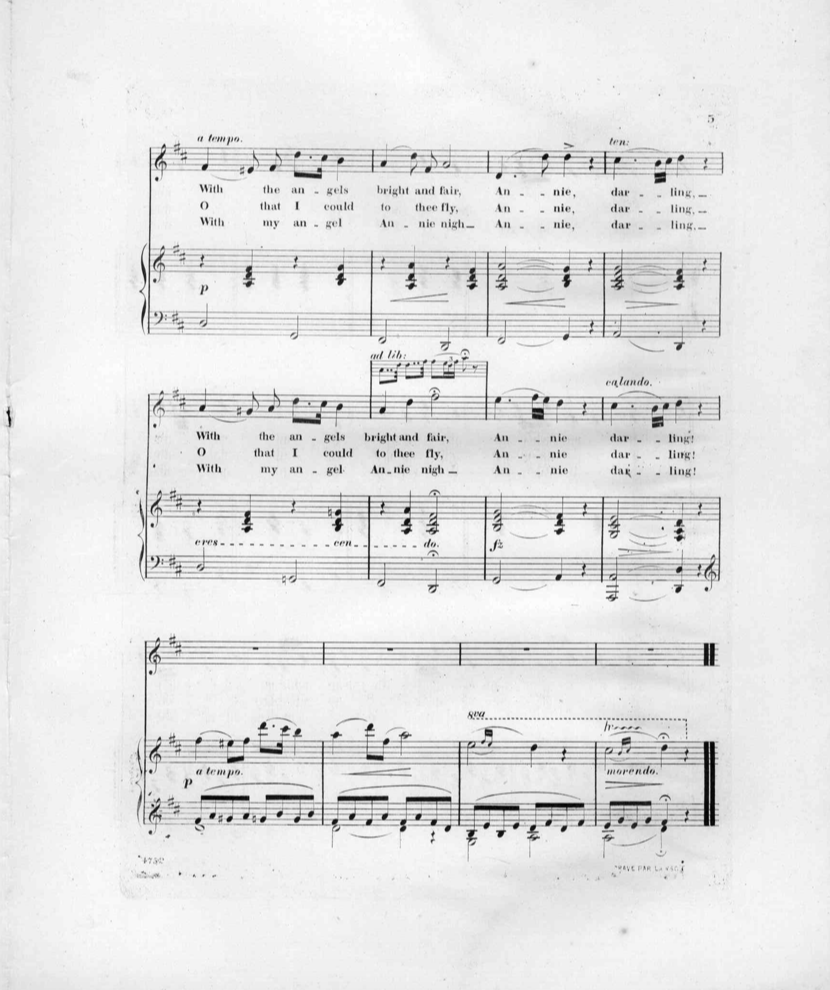 5
a tempo. ten:
With the an - gels bright and fair, An - - nie, dar - - ling,
O that I could to thee fly, An - - nie, dar - - ling,
With my an - gel An - nie nigh An - - nie, dar - - ling,
p
ad lib:
calando.
With the an - gels bright and fair, An - - nie dar - - ling!
O that I could to thee fly, An - - nie dar - - ling!
With my an - gel An - nie nigh An - - nie dar - - ling!
cres - - - cen - - - do. fz
8va
tr
a tempo. morendo.
p
PAR